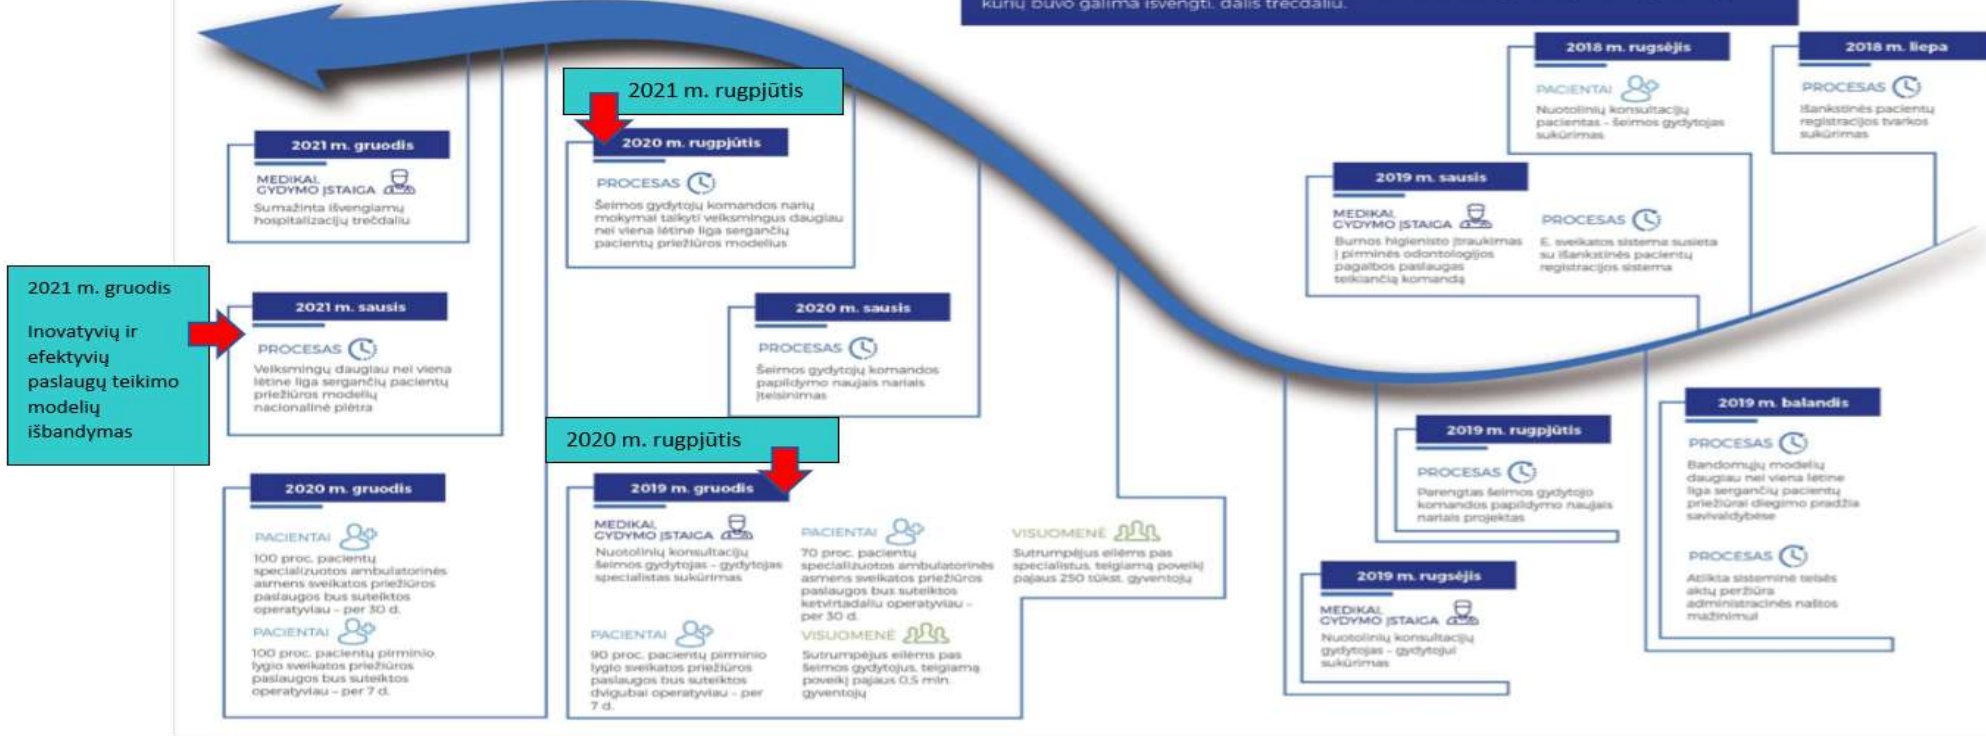 kurių buvo galima išvengti, dalis trečdaliu.
2018 m. rugsėjis
PACIENTAI
Nuotolinių konsultacijų
pacientas - šeimos gydytojas
sukūrimas
2018 m. liepa
PROCESAS
Išankstinės pacientų
registracijos tvarkos
sukūrimas
2019 m. sausis
MEDIKAI,
GYDYMO ĮSTAIGA
Burnos higienisto įtraukimas
į pirminės odontologijos
pagalbos paslaugas
teikiančią komandą
PROCESAS
E. sveikatos sistema susieta
su išankstinės pacientų
registracijos sistema
2021 m. rugpjūtis
2020 m. rugpjūtis
PROCESAS
Šeimos gydytojų komandos narių
mokymai taikyti veiksmingus daugiau
nei viena lėtine liga sergančių
pacientų priežiūros modelius
2021 m. gruodis
MEDIKAI,
GYDYMO ĮSTAIGA
Sumažinta išvengiamų
hospitalizacijų trečdaliu
2021 m. gruodis
Inovatyvių ir
efektyvių
paslaugų teikimo
modelių
išbandymas
2021 m. sausis
PROCESAS
Veiksmingų daugiau nei viena
lėtine liga sergančių pacientų
priežiūros modelių
nacionalinė plėtra
2020 m. sausis
PROCESAS
Šeimos gydytojų komandos
papildymo naujais nariais
įteisinimas
2020 m. rugpjūtis
2020 m. gruodis
PACIENTAI
100 proc. pacientų
specializuotos ambulatorinės
asmens sveikatos priežiūros
paslaugos bus suteiktos
operatyviau – per 30 d.
PACIENTAI
100 proc. pacientų pirminio
lygio sveikatos priežiūros
paslaugos bus suteiktos
operatyviau – per 7 d.
2019 m. gruodis
MEDIKAI,
GYDYMO ĮSTAIGA
Nuotolinių konsultacijų
šeimos gydytojas - gydytojas
specialistas sukūrimas
PACIENTAI
70 proc. pacientų
specializuotos ambulatorinės
asmens sveikatos priežiūros
paslaugos bus suteiktos
ketvirtadaliu operatyviau –
per 30 d.
VISUOMENĖ
Sutrumpėjus eilėms pas
specialistus, teigiamą poveikį
pajaus 250 tūkst. gyventojų
PACIENTAI
90 proc. pacientų pirminio
lygio sveikatos priežiūros
paslaugos bus suteiktos
dvigubai operatyviau – per
7 d.
VISUOMENĖ
Sutrumpėjus eilėms pas
šeimos gydytojus, teigiamą
poveikį pajaus 0,5 mln.
gyventojų
2019 m. rugpjūtis
PROCESAS
Parengtas šeimos gydytojo
komandos papildymo naujais
nariais projektas
2019 m. balandis
PROCESAS
Bandomųjų modelių
daugiau nei viena lėtine
liga sergančių pacientų
priežiūrai diegimo pradžia
savivaldybėse
PROCESAS
Atlikta sisteminė teisės
aktų peržiūra
administracinės naštos
mažinimui
2019 m. rugsėjis
MEDIKAI,
GYDYMO ĮSTAIGA
Nuotolinių konsultacijų
gydytojas - gydytojui
sukūrimas